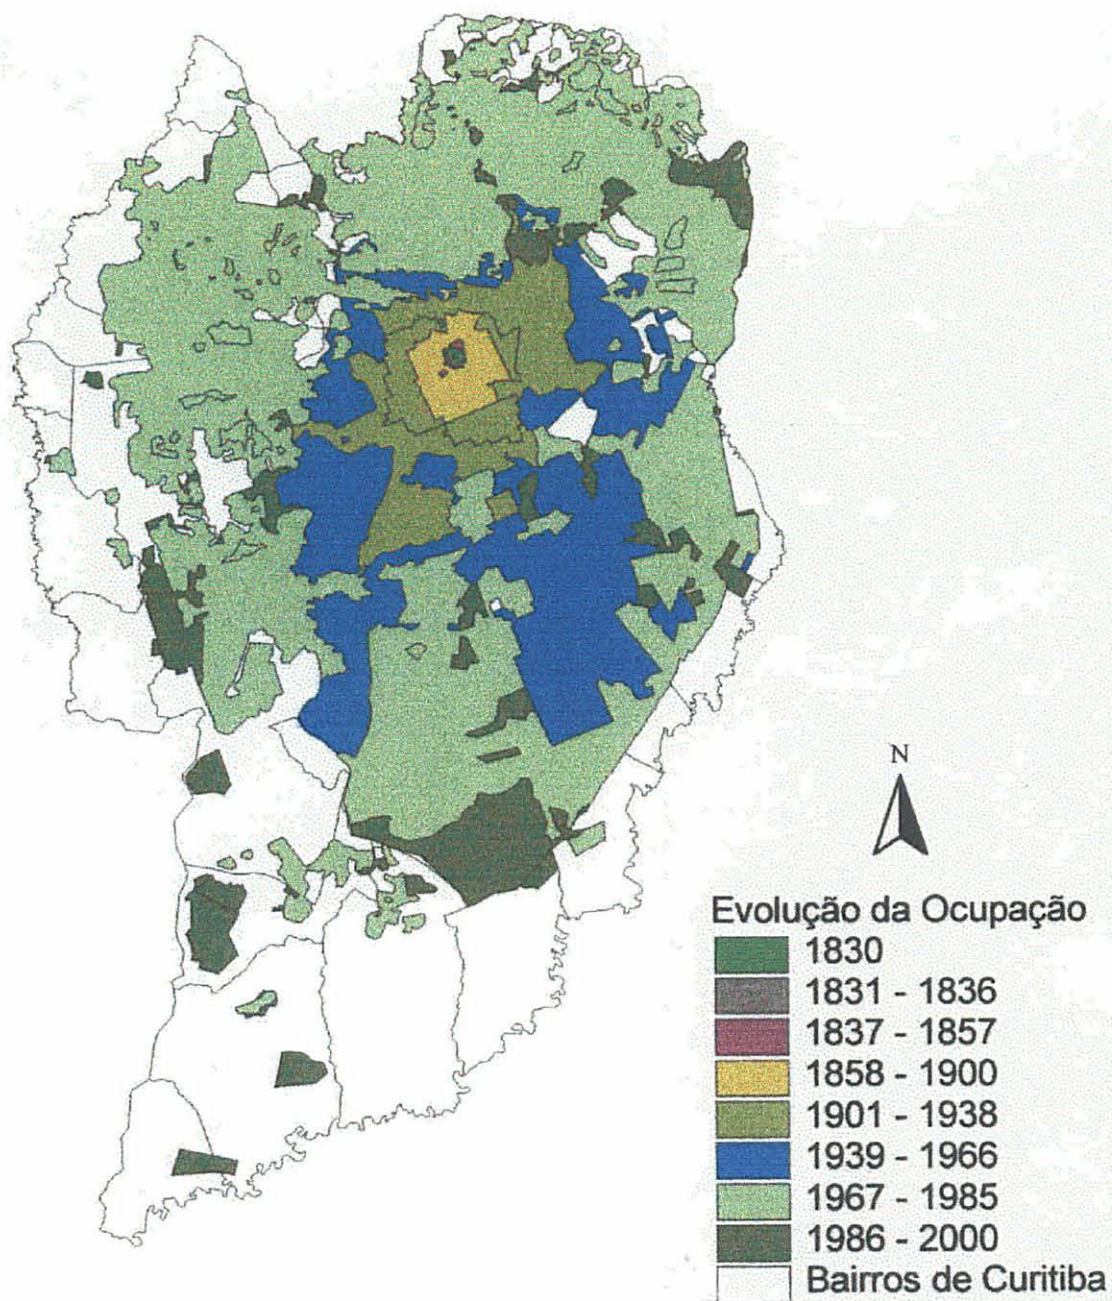 N
Evolução da Ocupação
1830
1831 - 1836
1837 - 1857
1858 - 1900
1901 - 1938
1939 - 1966
1967 - 1985
1986 - 2000
Bairros de Curitiba